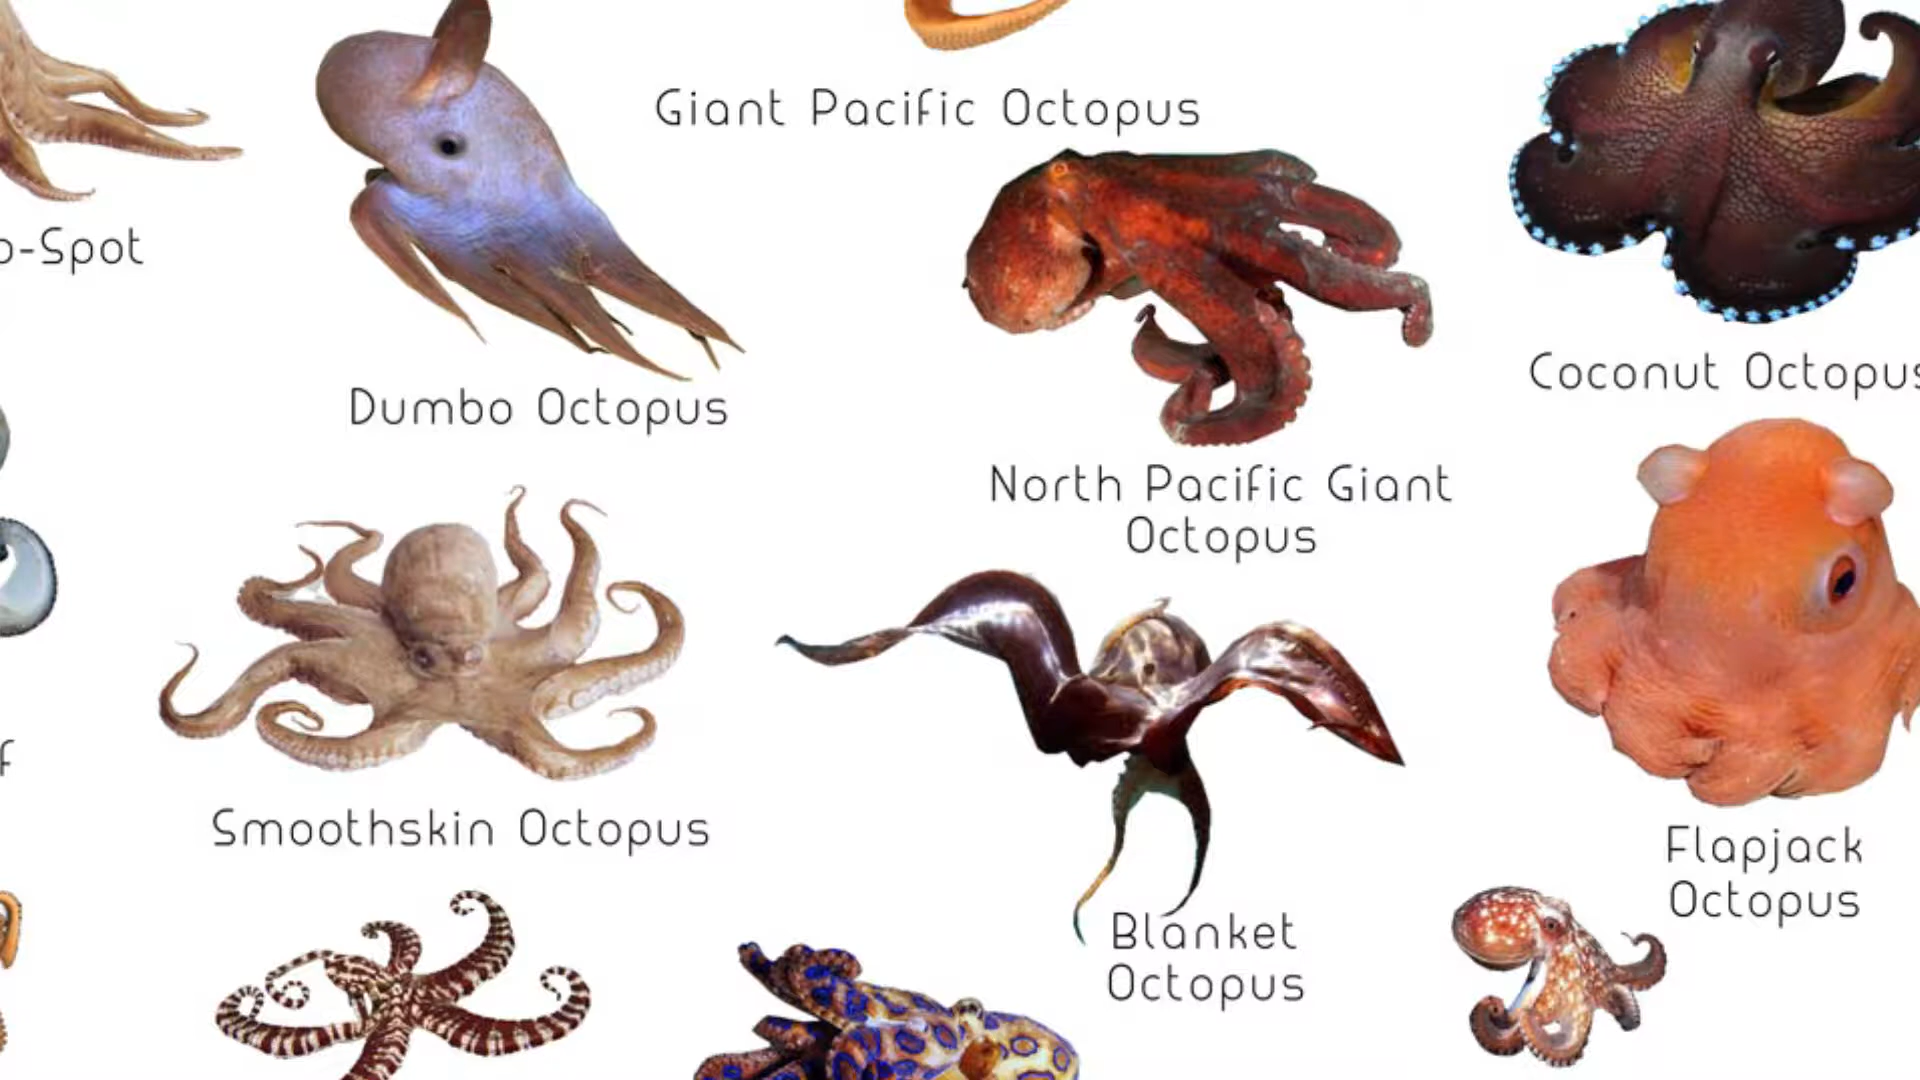 Giant Pacific Octopus
o-Spot
Dumbo Octopus
Coconut Octopus
North Pacific Giant
Octopus
f
Smoothskin Octopus
Flapjack
Octopus
Blanket
Octopus